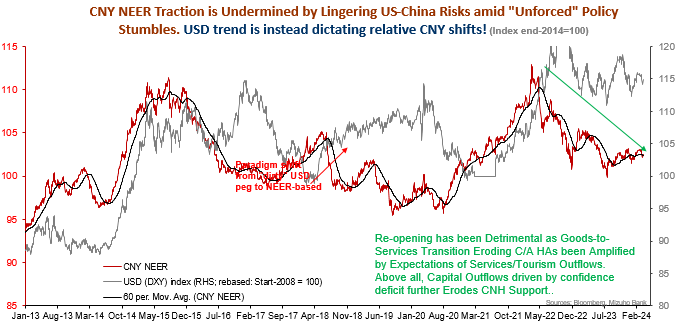 CNY NEER Traction is Undermined by Lingering US-China Risks amid "Unforced" Policy
Stumbles. USD trend is instead dictating relative CNY shifts! (Index end-2014=100)
115
110
105
100
95
90
85
120
115
110
105
100
95
90
85
80
from USD
peg to NEER-based
Re-opening has been Detrimental as Goods-to-
Services Transition Eroding C/A HAs been Amplified
by Expectations of Services/Tourism Outflows.
Above all, Capital Outflows driven by confidence
deficit further Erodes CNH Support..
CNY NEER
USD (DXY) index (RHS; rebased: Start-2008 = 100)
60 per. Mov. Avg. (CNY NEER)
Sources: Bloomberg, Mizuho Bank
Jan-13 Aug-13 Mar-14 Oct-14 May-15 Dec-15 Jul-16 Feb-17 Sep-17 Apr-18 Nov-18 Jun-19 Jan-20 Aug-20 Mar-21 Oct-21 May-22 Dec-22 Jul-23 Feb-24